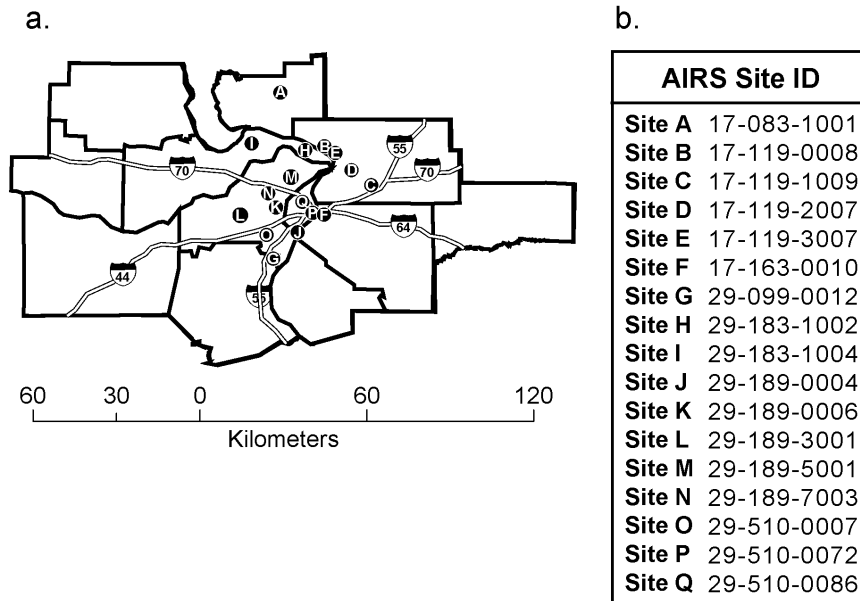 a.
b.
A
I
H
B
E
55
70
M
D
C
70
N
K
Q
L
P
F
O
J
64
G
44
55
60 30 0 60 120
Kilometers
AIRS Site ID
Site A 17-083-1001
Site B 17-119-0008
Site C 17-119-1009
Site D 17-119-2007
Site E 17-119-3007
Site F 17-163-0010
Site G 29-099-0012
Site H 29-183-1002
Site I 29-183-1004
Site J 29-189-0004
Site K 29-189-0006
Site L 29-189-3001
Site M 29-189-5001
Site N 29-189-7003
Site O 29-510-0007
Site P 29-510-0072
Site Q 29-510-0086